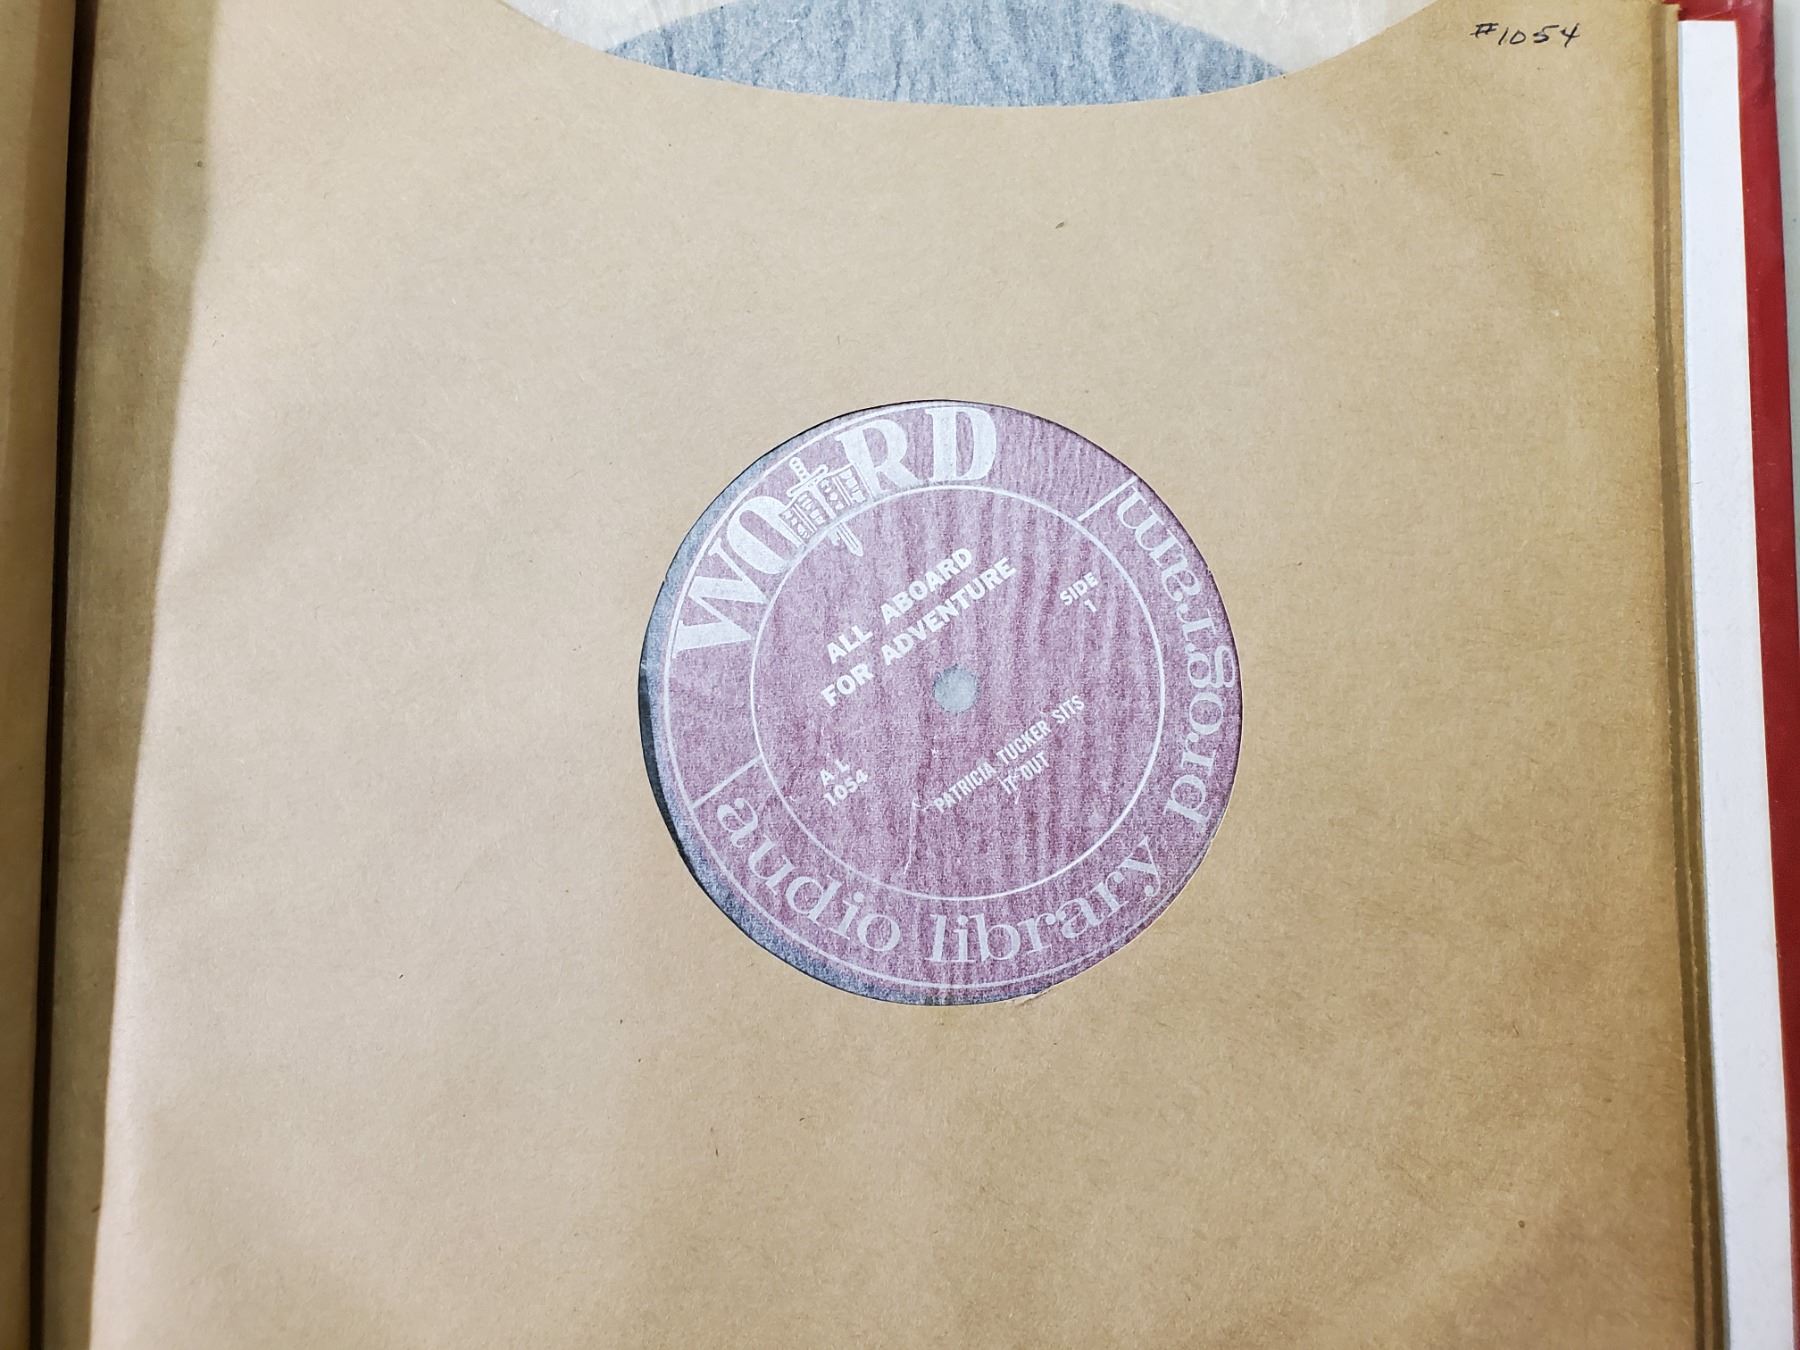 #1054
WORD
ALL ABOARD
FOR ADVENTURE
SIDE
1
A L
1054
PATRICIA TUCKER SITS
IT OUT
audio library program